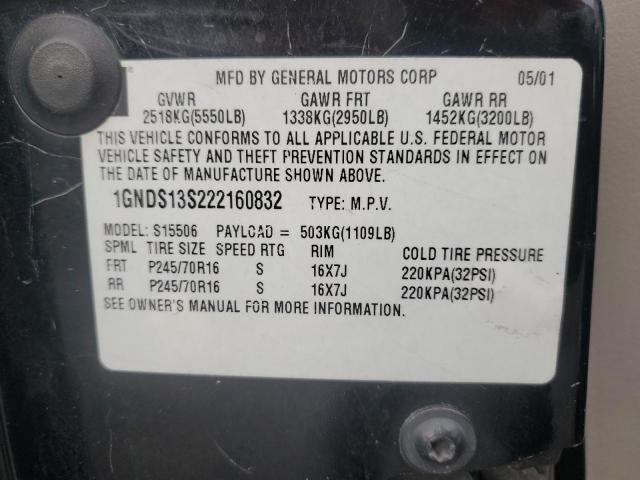 MFD BY GENERAL MOTORS CORP 05/01
GVWR GAWR FRT GAWR RR
2518KG(5550LB) 1338KG(2950LB) 1452KG(3200LB)
THIS VEHICLE CONFORMS TO ALL APPLICABLE U.S. FEDERAL MOTOR
VEHICLE SAFETY AND THEFT PREVENTION STANDARDS IN EFFECT ON
THE DATE OF MANUFACTURE SHOWN ABOVE.
1GNDS13S222160832 TYPE: M.P.V.
MODEL: S15506 PAYLOAD = 503KG(1109LB)
SPML TIRE SIZE SPEED RTG RIM COLD TIRE PRESSURE
FRT P245/70R16 S 16X7J 220KPA(32PSI)
RR P245/70R16 S 16X7J 220KPA(32PSI)
SEE OWNER'S MANUAL FOR MORE INFORMATION.